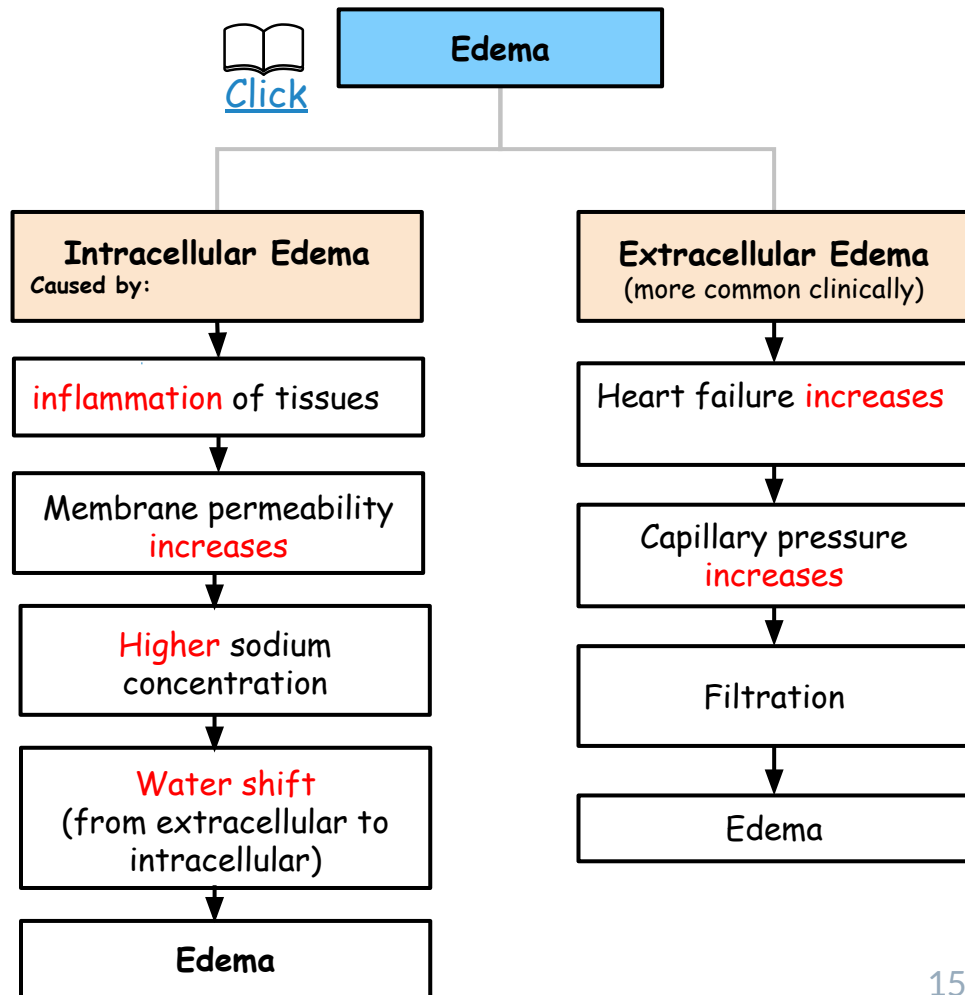 Edema
Click
Intracellular Edema
Caused by:
inflammation of tissues
Membrane permeability
increases
Higher sodium
concentration
Water shift
(from extracellular to
intracellular)
Edema
Extracellular Edema
(more common clinically)
Heart failure increases
Capillary pressure
increases
Filtration
Edema
15